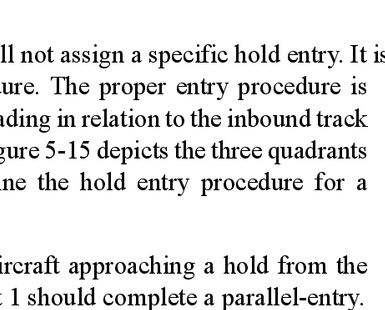 ll not assign a specific hold entry. It is
ure. The proper entry procedure is
ading in relation to the inbound track
gure 5-15 depicts the three quadrants
ine the hold entry procedure for a
ircraft approaching a hold from the
t 1 should complete a parallel-entry.